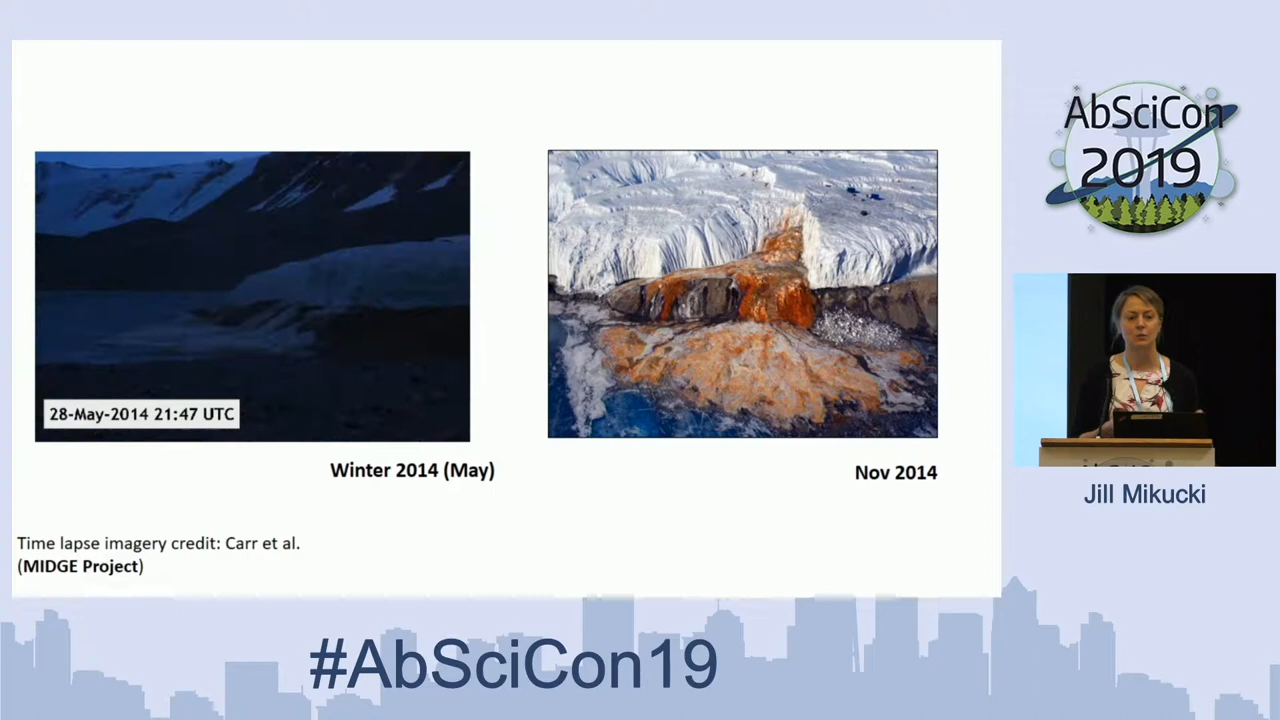 28-May-2014 21:47 UTC
Winter 2014 (May)
Nov 2014
Time lapse imagery credit: Carr et al.
(MIDGE Project)
AbSciCon
2019
Jill Mikucki
#AbSciCon19